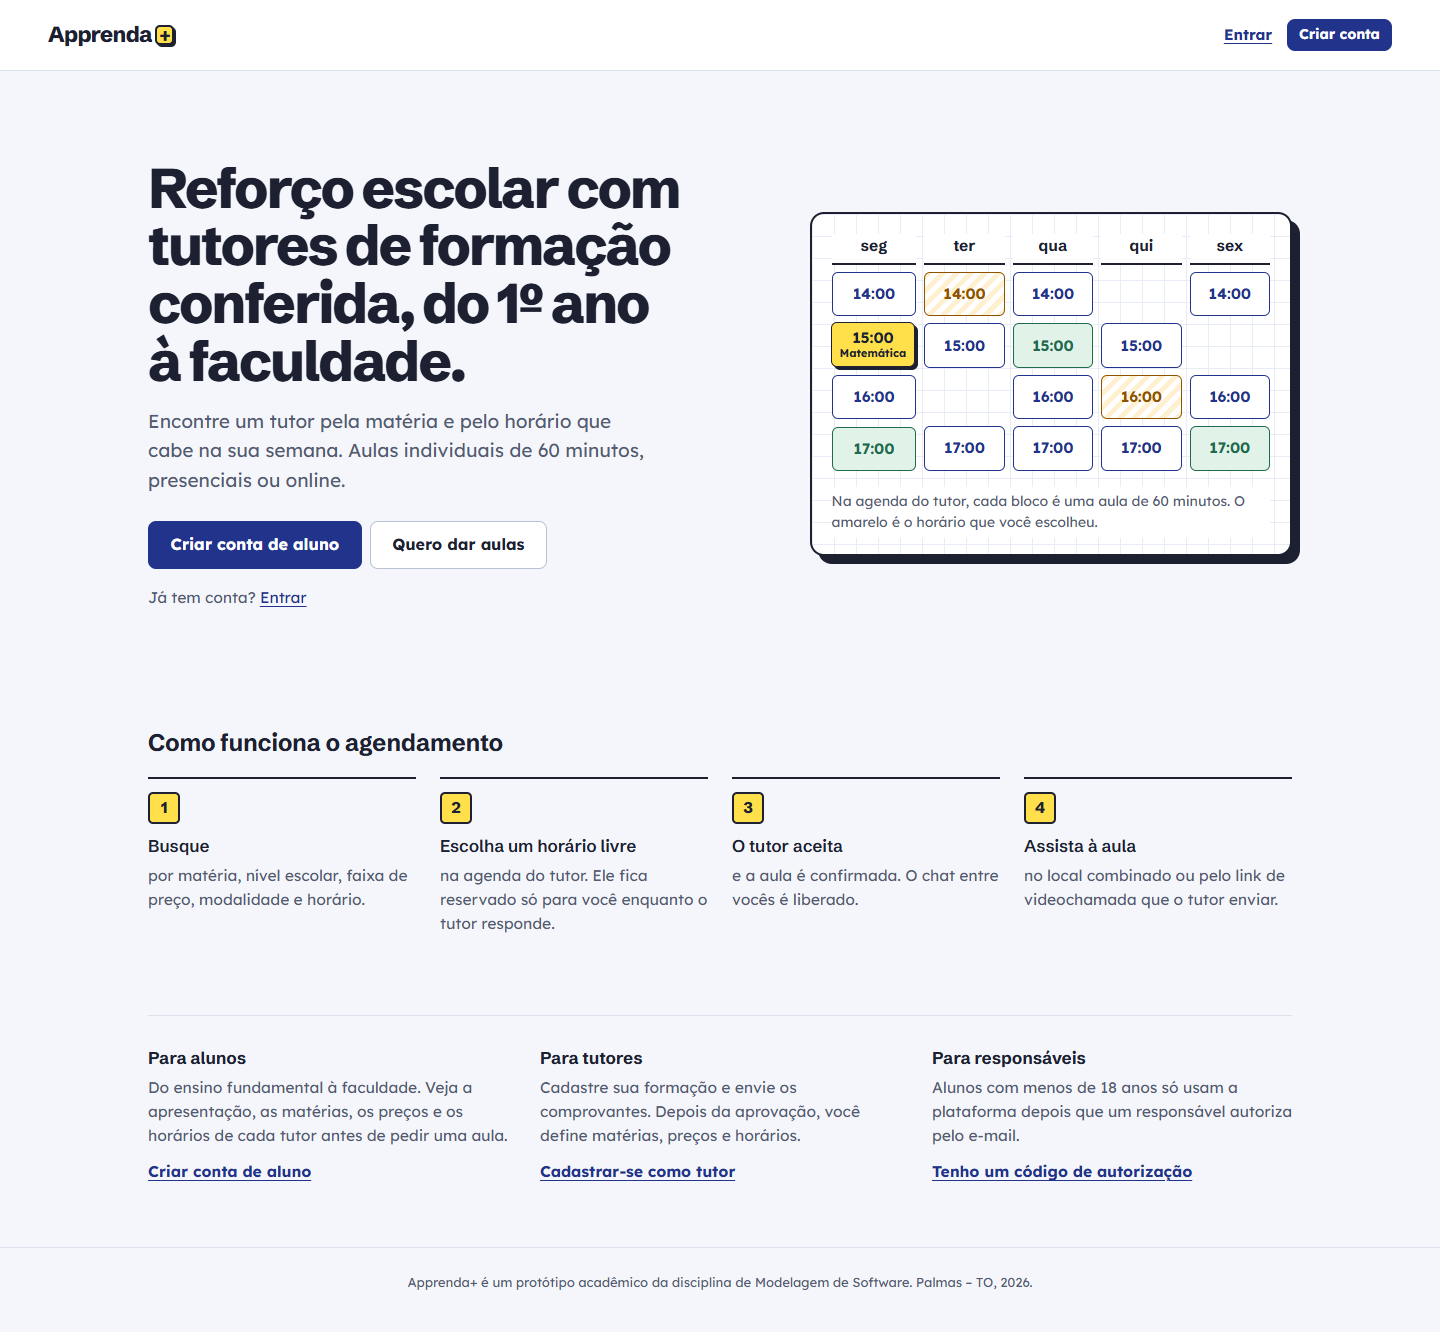 Apprenda+
Entrar
Criar conta
Reforço escolar com
tutores de formação
conferida, do 1º ano
à faculdade.
Encontre um tutor pela matéria e pelo horário que
cabe na sua semana. Aulas individuais de 60 minutos,
presenciais ou online.
Criar conta de aluno
Quero dar aulas
Já tem conta? Entrar
seg ter qua qui sex
14:00 14:00 14:00 14:00
15:00 15:00 15:00 15:00
Matemática
16:00 16:00 16:00 16:00
17:00 17:00 17:00 17:00 17:00
Na agenda do tutor, cada bloco é uma aula de 60 minutos. O
amarelo é o horário que você escolheu.
Como funciona o agendamento
1
Busque
por matéria, nível escolar, faixa de
preço, modalidade e horário.
2
Escolha um horário livre
na agenda do tutor. Ele fica
reservado só para você enquanto o
tutor responde.
3
O tutor aceita
e a aula é confirmada. O chat entre
vocês é liberado.
4
Assista à aula
no local combinado ou pelo link de
videochamada que o tutor enviar.
Para alunos
Do ensino fundamental à faculdade. Veja a
apresentação, as matérias, os preços e os
horários de cada tutor antes de pedir uma aula.
Criar conta de aluno
Para tutores
Cadastre sua formação e envie os
comprovantes. Depois da aprovação, você
define matérias, preços e horários.
Cadastrar-se como tutor
Para responsáveis
Alunos com menos de 18 anos só usam a
plataforma depois que um responsável autoriza
pelo e-mail.
Tenho um código de autorização
Apprenda+ é um protótipo acadêmico da disciplina de Modelagem de Software. Palmas – TO, 2026.